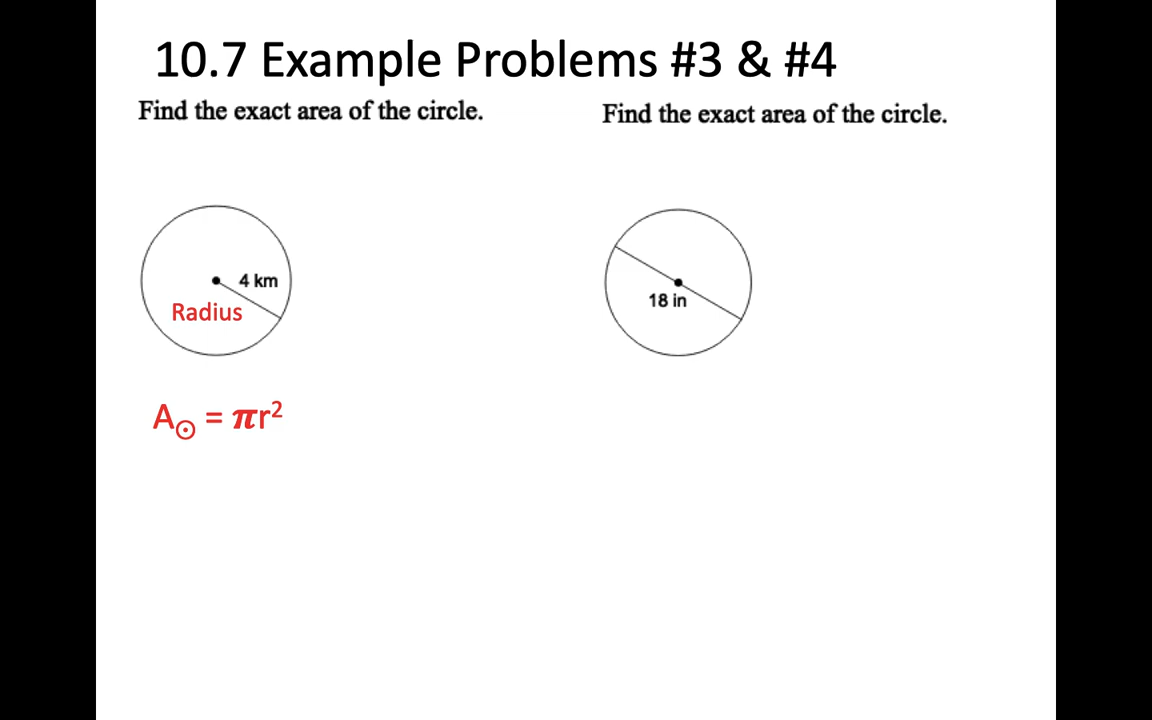 10.7 Example Problems #3 & #4
Find the exact area of the circle.
Find the exact area of the circle.
4 km
Radius
18 in
A⊙ = πr²